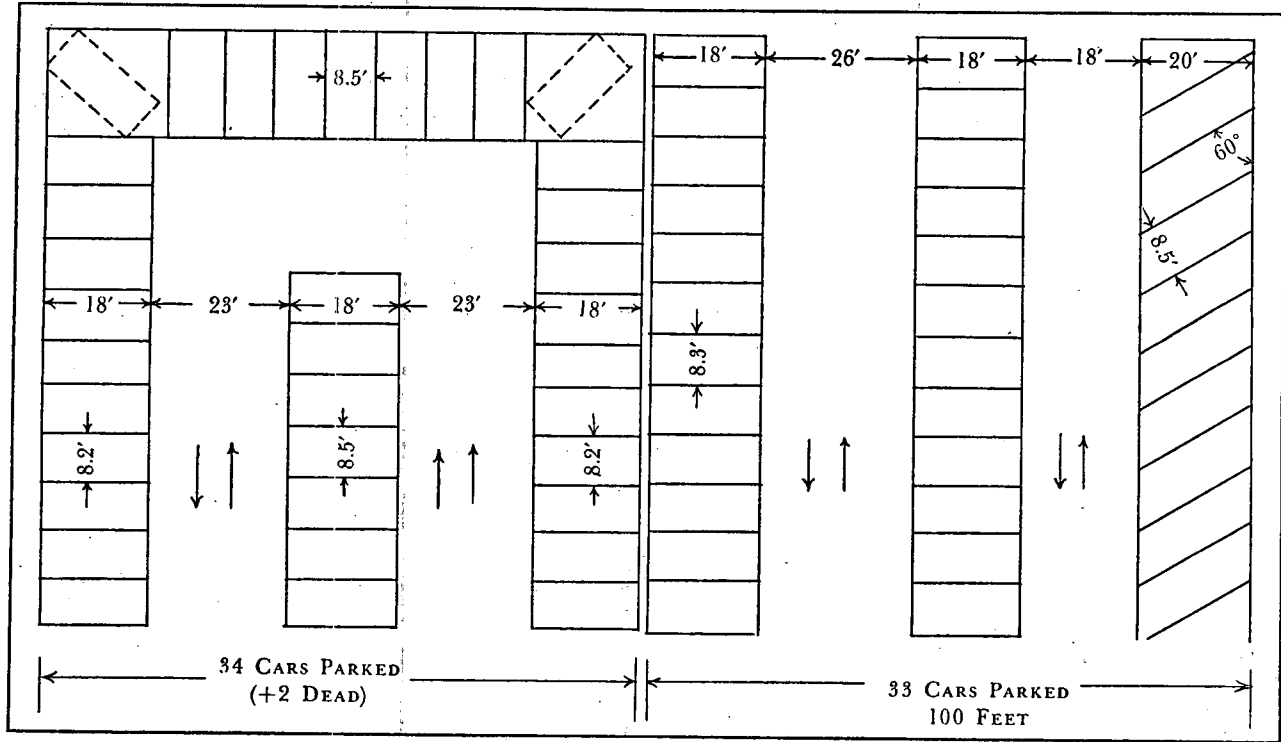 8.5'
18' 26' 18' 18' 20'
60°
8.5'
18' 23' 18' 23' 18'
8.3'
8.2' 8.5' 8.2'
34 CARS PARKED
(+2 DEAD)
33 CARS PARKED
100 FEET